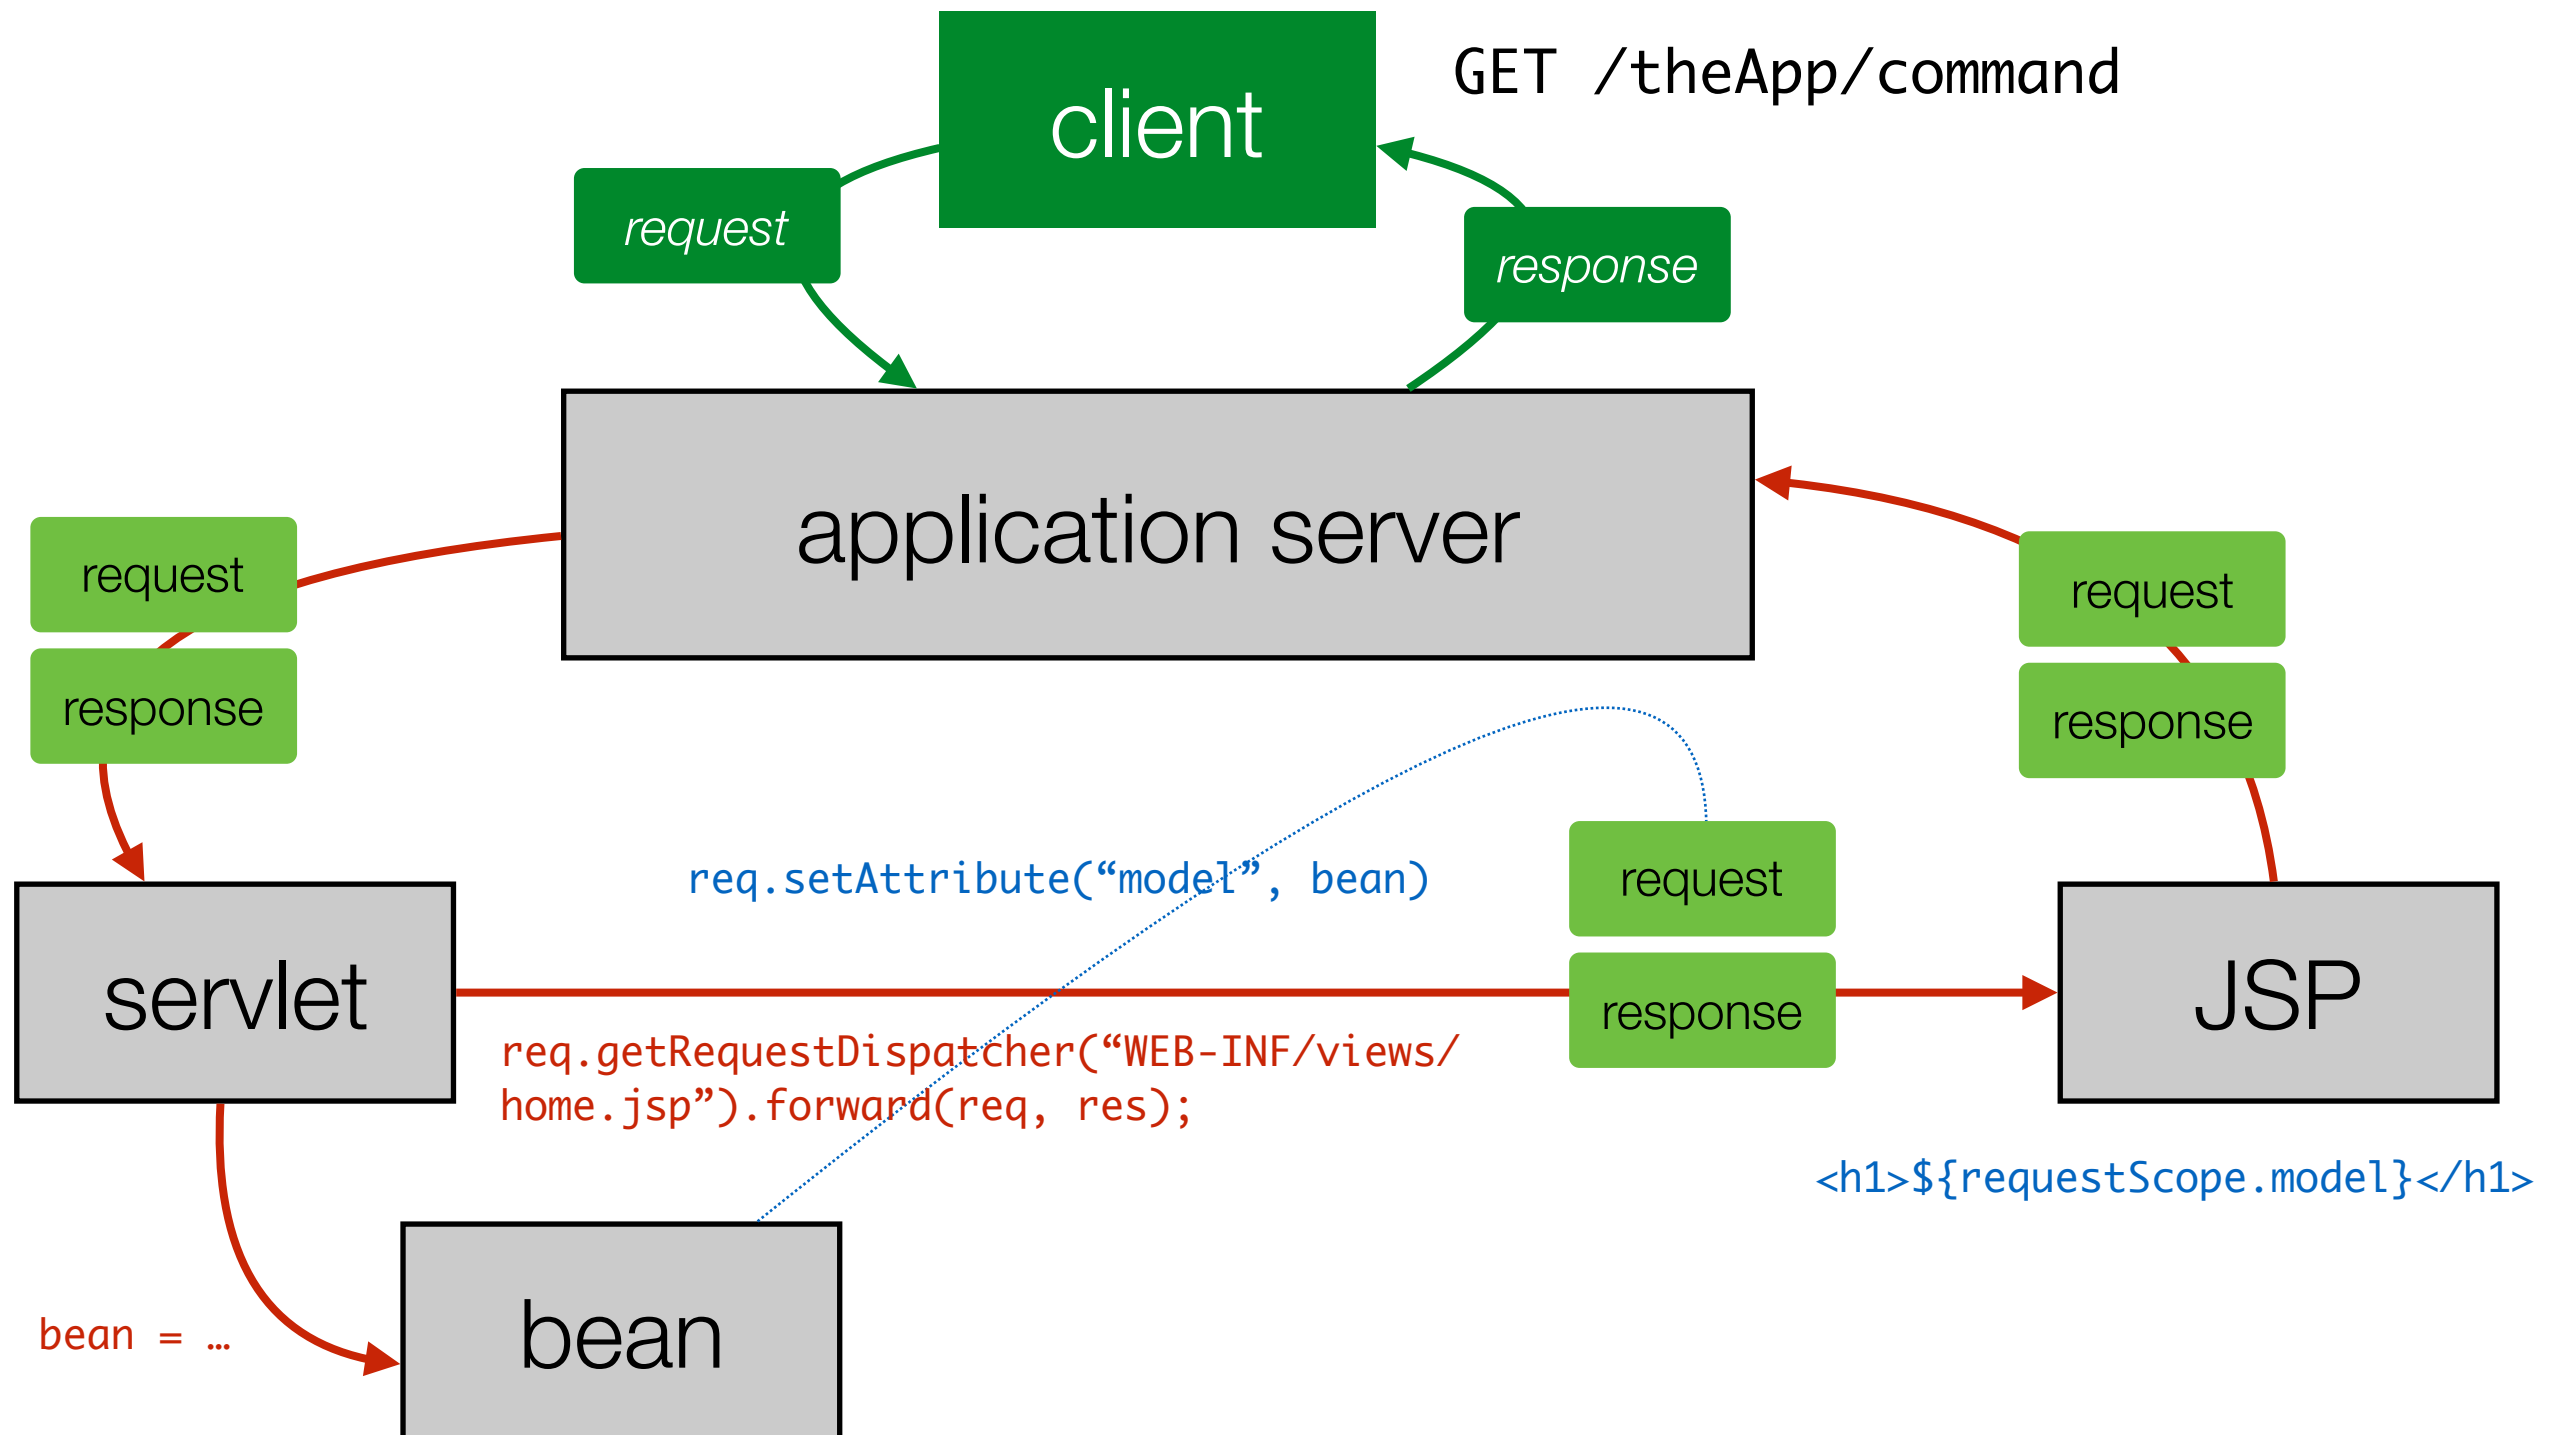 client
GET /theApp/command
request
response
application server
request
response
request
response
req.setAttribute(“model”, bean)
request
response
servlet
JSP
req.getRequestDispatcher(“WEB-INF/views/
home.jsp”).forward(req, res);
<h1>${requestScope.model}</h1>
bean = …
bean